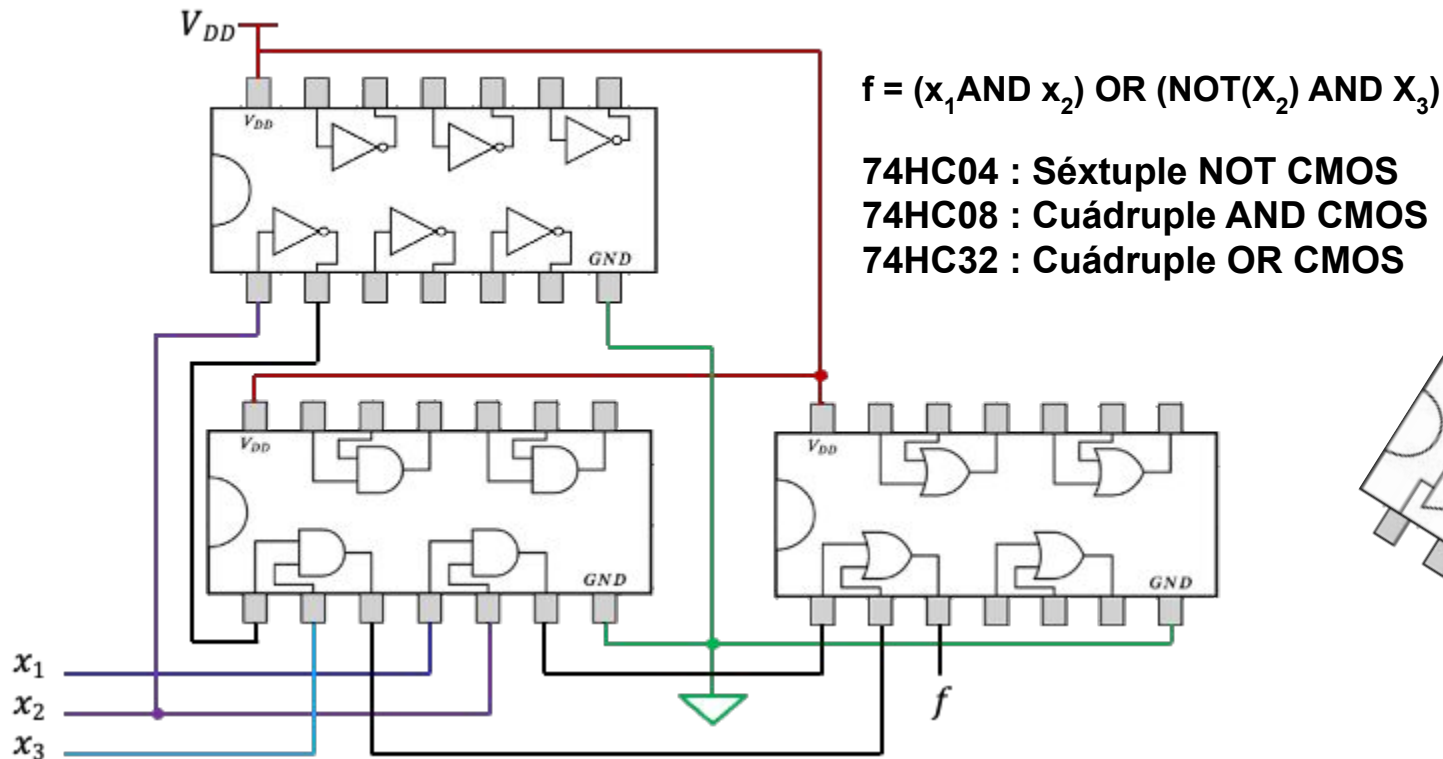 V_DD
f = (x₁AND x₂) OR (NOT(X₂) AND X₃)
V_DD
74HC04 : Séxtuple NOT CMOS
74HC08 : Cuádruple AND CMOS
74HC32 : Cuádruple OR CMOS
GND
V_DD
V_DD
GND
GND
x₁
x₂
x₃
f